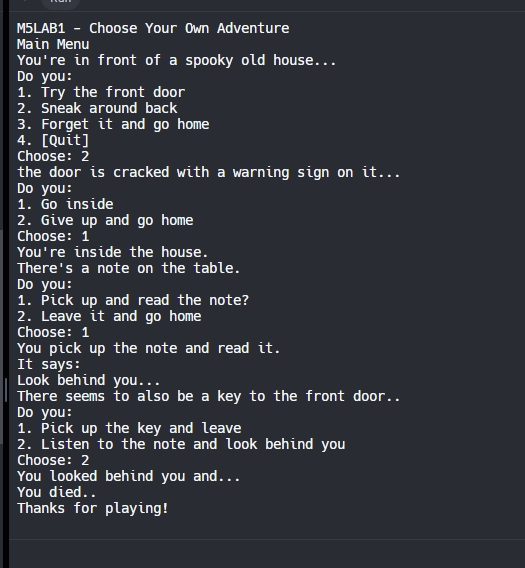 M5LAB1 - Choose Your Own Adventure
Main Menu
You're in front of a spooky old house...
Do you:
1. Try the front door
2. Sneak around back
3. Forget it and go home
4. [Quit]
Choose: 2
the door is cracked with a warning sign on it...
Do you:
1. Go inside
2. Give up and go home
Choose: 1
You're inside the house.
There's a note on the table.
Do you:
1. Pick up and read the note?
2. Leave it and go home
Choose: 1
You pick up the note and read it.
It says:
Look behind you...
There seems to also be a key to the front door..
Do you:
1. Pick up the key and leave
2. Listen to the note and look behind you
Choose: 2
You looked behind you and...
You died..
Thanks for playing!